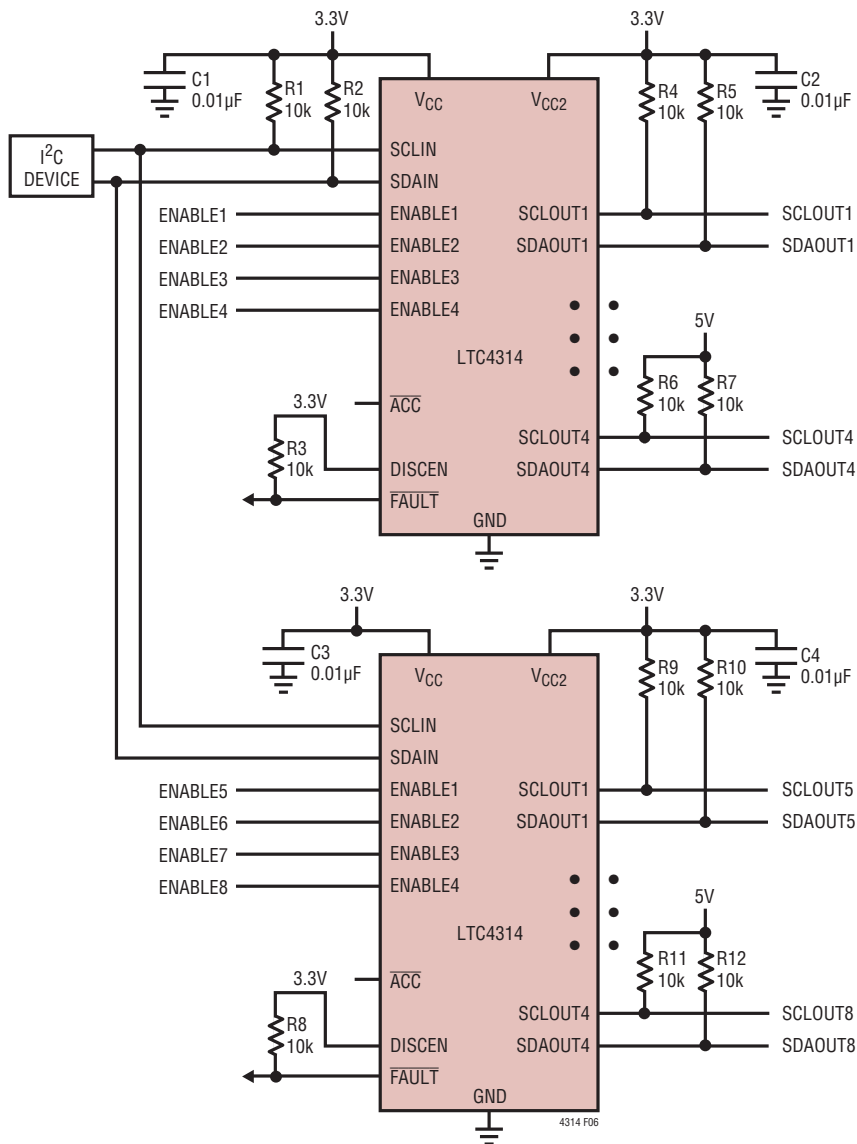 3.3V
3.3V
C1
0.01µF
R1
10k
R2
10k
VCC
VCC2
R4
10k
R5
10k
C2
0.01µF
I2C
DEVICE
SCLIN
SDAIN
ENABLE1
ENABLE1
SCLOUT1
SCLOUT1
ENABLE2
ENABLE2
SDAOUT1
SDAOUT1
ENABLE3
ENABLE3
ENABLE4
ENABLE4
5V
LTC4314
R6
10k
R7
10k
3.3V
ACC
R3
10k
SCLOUT4
SCLOUT4
DISCEN
SDAOUT4
SDAOUT4
FAULT
GND
3.3V
3.3V
C3
0.01µF
VCC
VCC2
R9
10k
R10
10k
C4
0.01µF
SCLIN
SDAIN
ENABLE5
ENABLE1
SCLOUT1
SCLOUT5
ENABLE6
ENABLE2
SDAOUT1
SDAOUT5
ENABLE7
ENABLE3
ENABLE8
ENABLE4
5V
LTC4314
R11
10k
R12
10k
3.3V
ACC
R8
10k
SCLOUT4
SCLOUT8
DISCEN
SDAOUT4
SDAOUT8
FAULT
GND
4314 F06